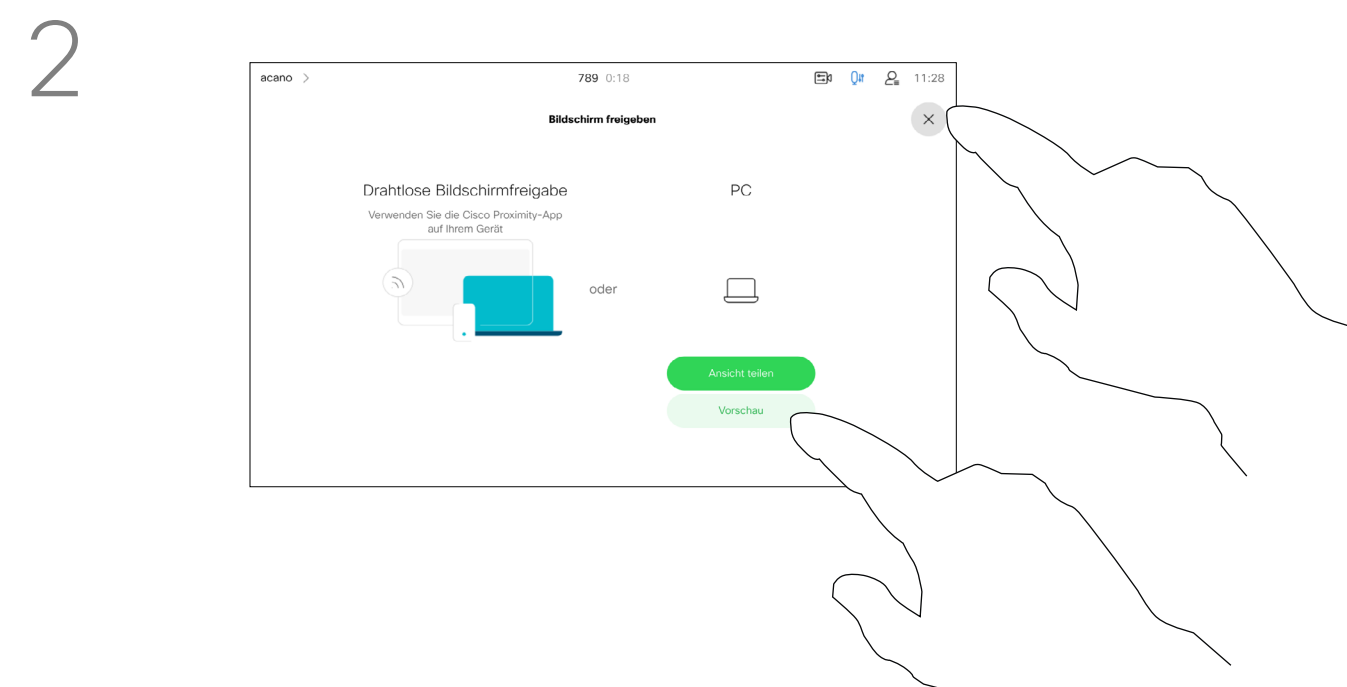 2
acano >
789 0:18
11:28
Bildschirm freigeben
Drahtlose Bildschirmfreigabe
Verwenden Sie die Cisco Proximity-App
auf Ihrem Gerät
oder
PC
Ansicht teilen
Vorschau